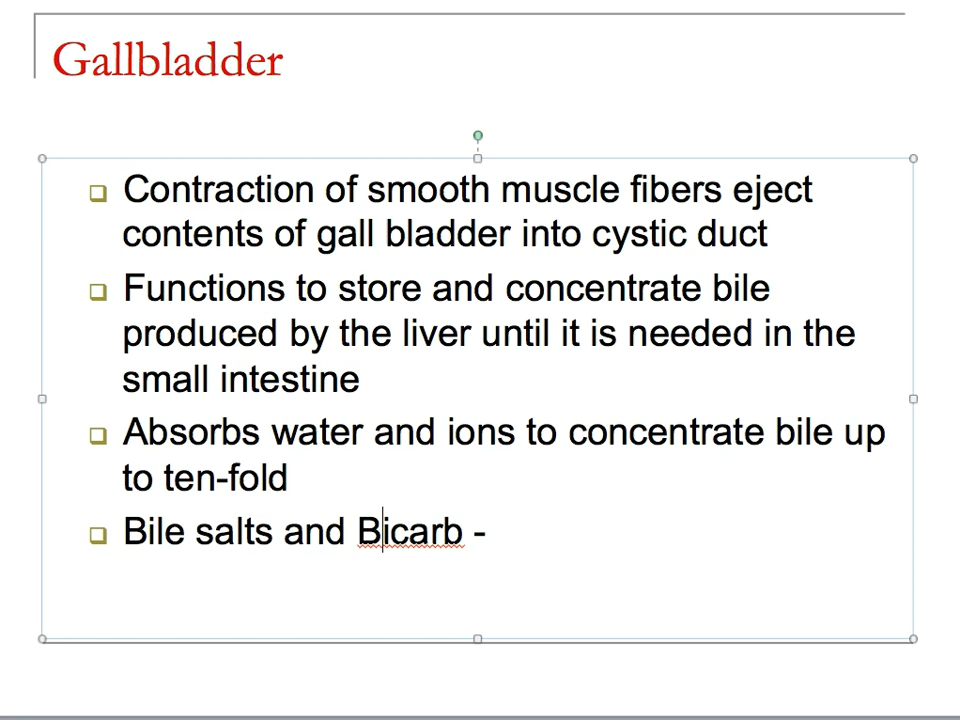 Gallbladder
Contraction of smooth muscle fibers eject
contents of gall bladder into cystic duct
Functions to store and concentrate bile
produced by the liver until it is needed in the
small intestine
Absorbs water and ions to concentrate bile up
to ten-fold
Bile salts and Bicarb -